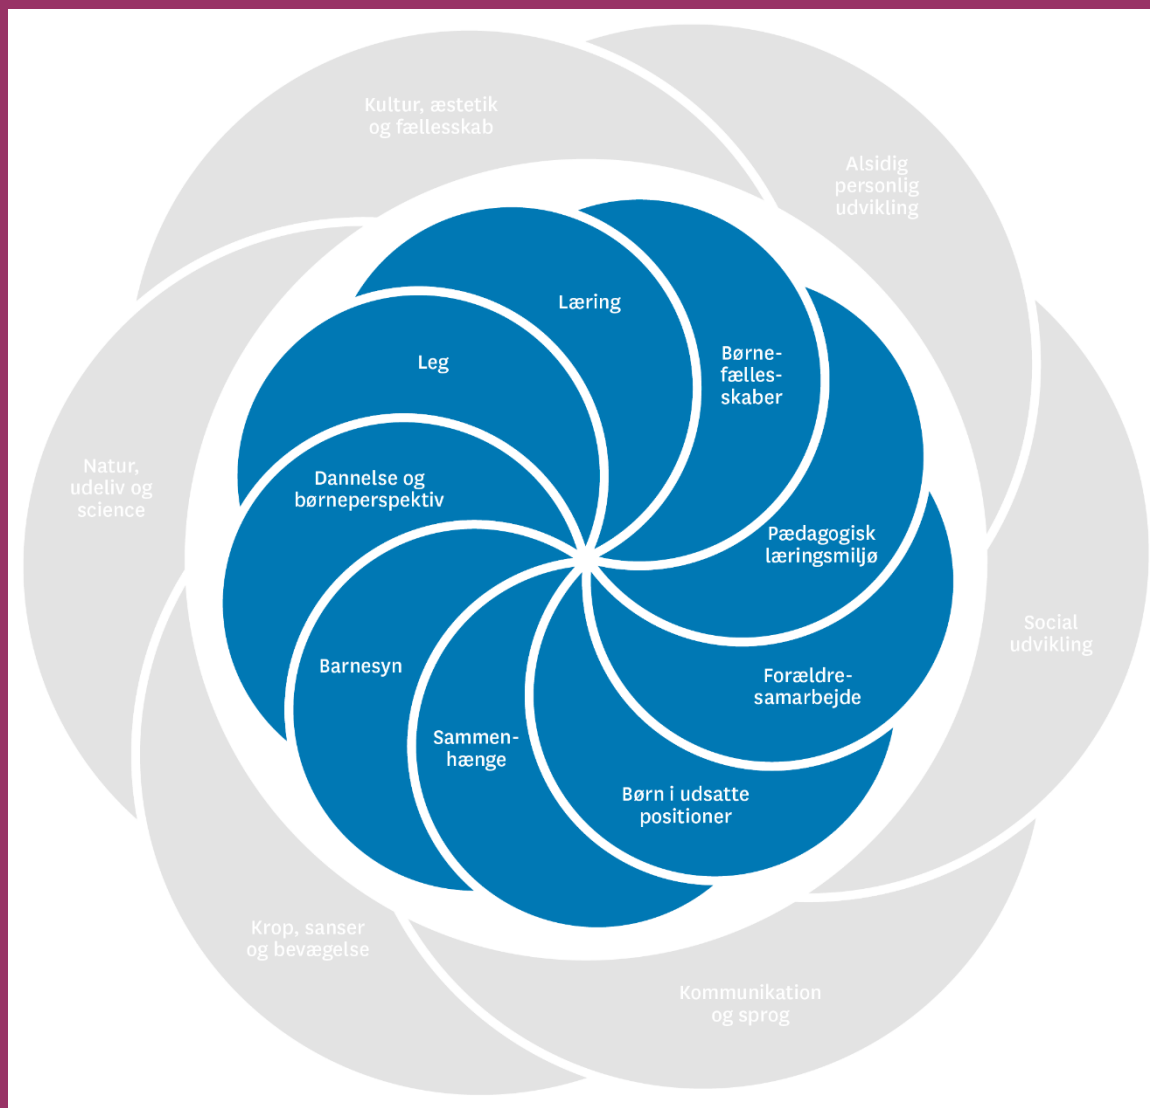 Kultur, æstetik
og fællesskab
Alsidig
personlig
udvikling
Læring
Børne-
fælles-
skaber
Leg
Natur,
udeliv og
science
Dannelse og
børneperspektiv
Pædagogisk
læringsmiljø
Social
udvikling
Barnesyn
Forældre-
samarbejde
Sammen-
hænge
Børn i udsatte
positioner
Krop, sanser
og bevægelse
Kommunikation
og sprog